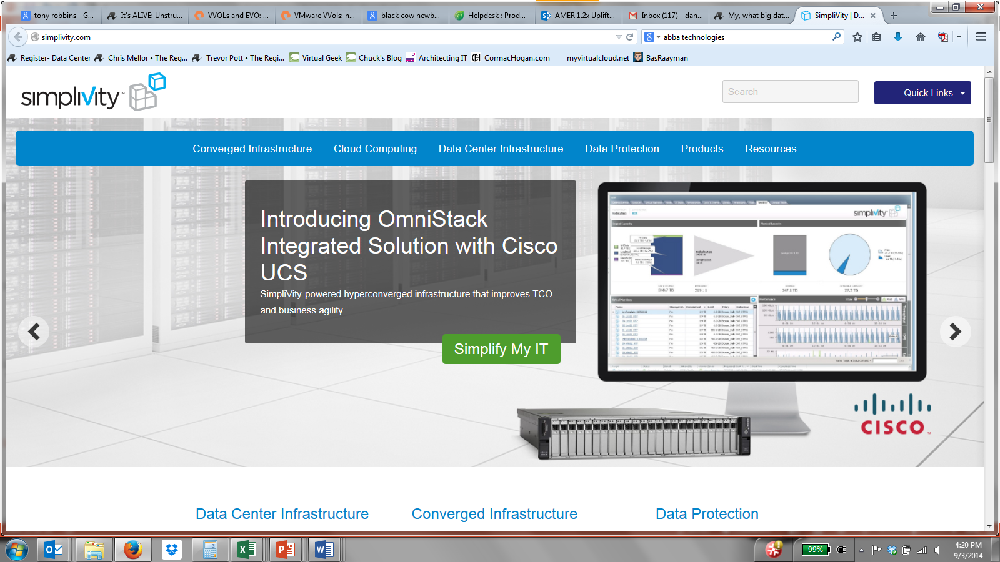 tony robbins - G...
It's ALIVE: Unstru...
VVOLs and EVO: ...
VMware VVols: n...
black cow newb...
Helpdesk : Prod...
AMER 1.2x Uplift...
Inbox (117) - dan...
My, what big dat...
SimpliVity | D...
simplivity.com
abba technologies
Register- Data Center
Chris Mellor • The Reg...
Trevor Pott • The Regi...
Virtual Geek
Chuck's Blog
Architecting IT
CormacHogan.com
myvirtualcloud.net
BasRaayman
simpliVity™
Search
Quick Links
Converged Infrastructure
Cloud Computing
Data Center Infrastructure
Data Protection
Products
Resources
Introducing OmniStack
Integrated Solution with Cisco
UCS
SimpliVity-powered hyperconverged infrastructure that improves TCO
and business agility.
Simplify My IT
simpliVity
CISCO
Data Center Infrastructure
Converged Infrastructure
Data Protection
99%
4:20 PM
9/3/2014